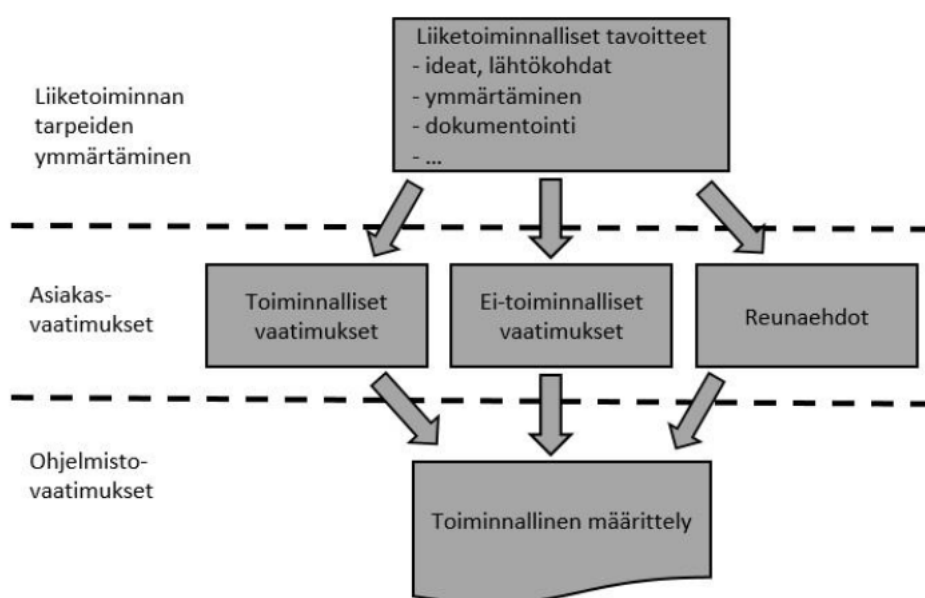 Liiketoiminnalliset tavoitteet
- ideat, lähtökohdat
- ymmärtäminen
- dokumentointi
- ...
Liiketoiminnan
tarpeiden
ymmärtäminen
Asiakas-
vaatimukset
Toiminnalliset
vaatimukset
Ei-toiminnalliset
vaatimukset
Reunaehdot
Ohjelmisto-
vaatimukset
Toiminnallinen määrittely